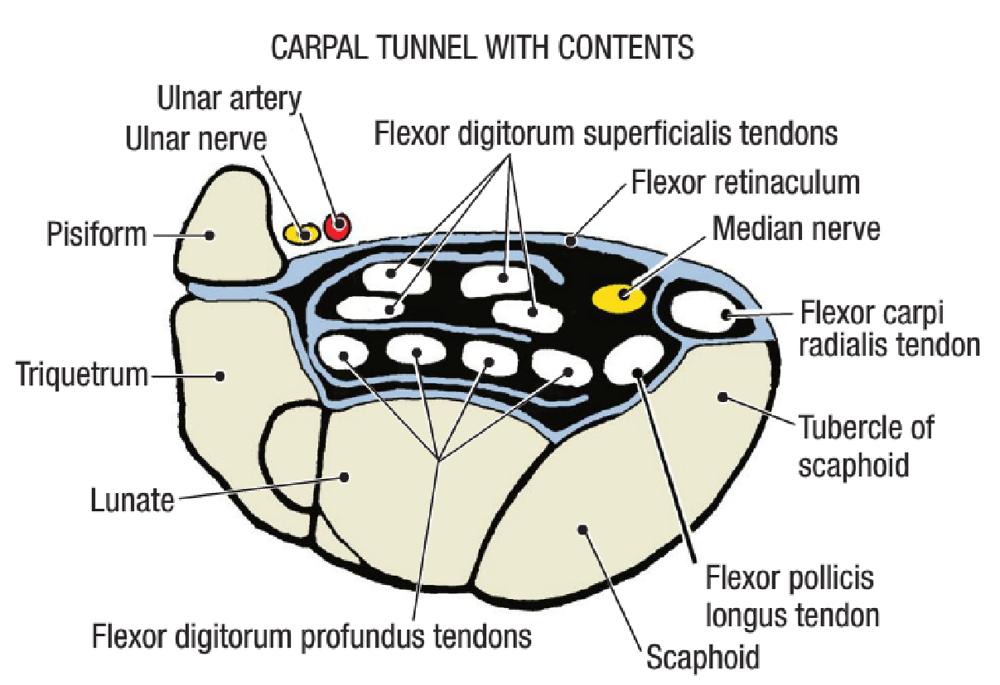 CARPAL TUNNEL WITH CONTENTS
Ulnar artery
Ulnar nerve
Flexor digitorum superficialis tendons
Flexor retinaculum
Median nerve
Pisiform
Flexor carpi
radialis tendon
Triquetrum
Tubercle of
scaphoid
Lunate
Flexor pollicis
longus tendon
Flexor digitorum profundus tendons
Scaphoid